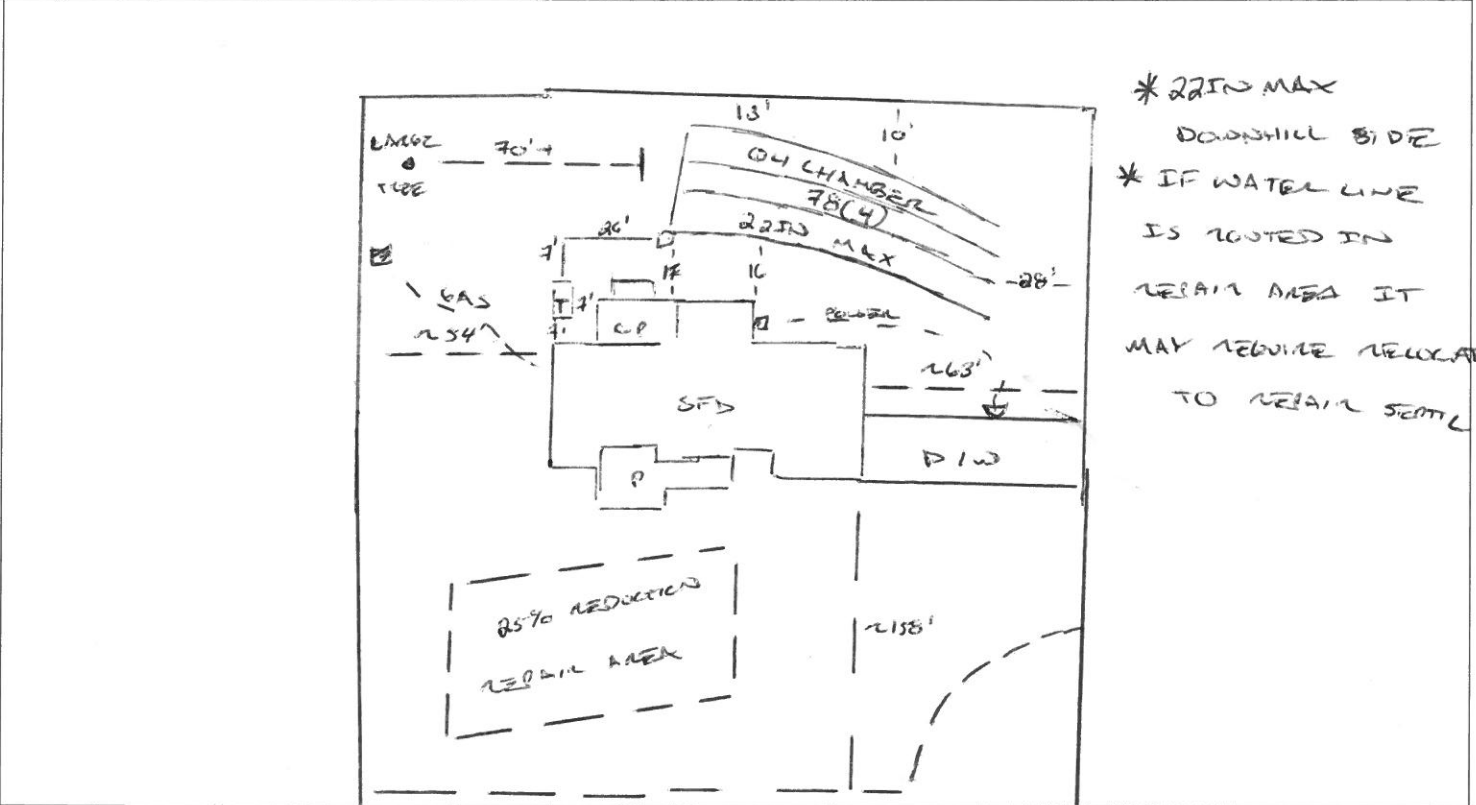 * 22IN MAX
DOWNHILL SIDE
* IF WATER LINE
IS ROUTED IN
REPAIR AREA IT
MAY REQUIRE RELOCAT
TO REPAIR SEPTIC
LARGE
TREE
70'+
13'
10'
Q4 CHAMBER
78(4)
22IN MAX
26'
7'
17
16
-28'-
GAS
~54'
T
7'
7'
CP
POWER
~63'
SFD
D/W
P
25% REDUCTION
REPAIR AREA
~158'